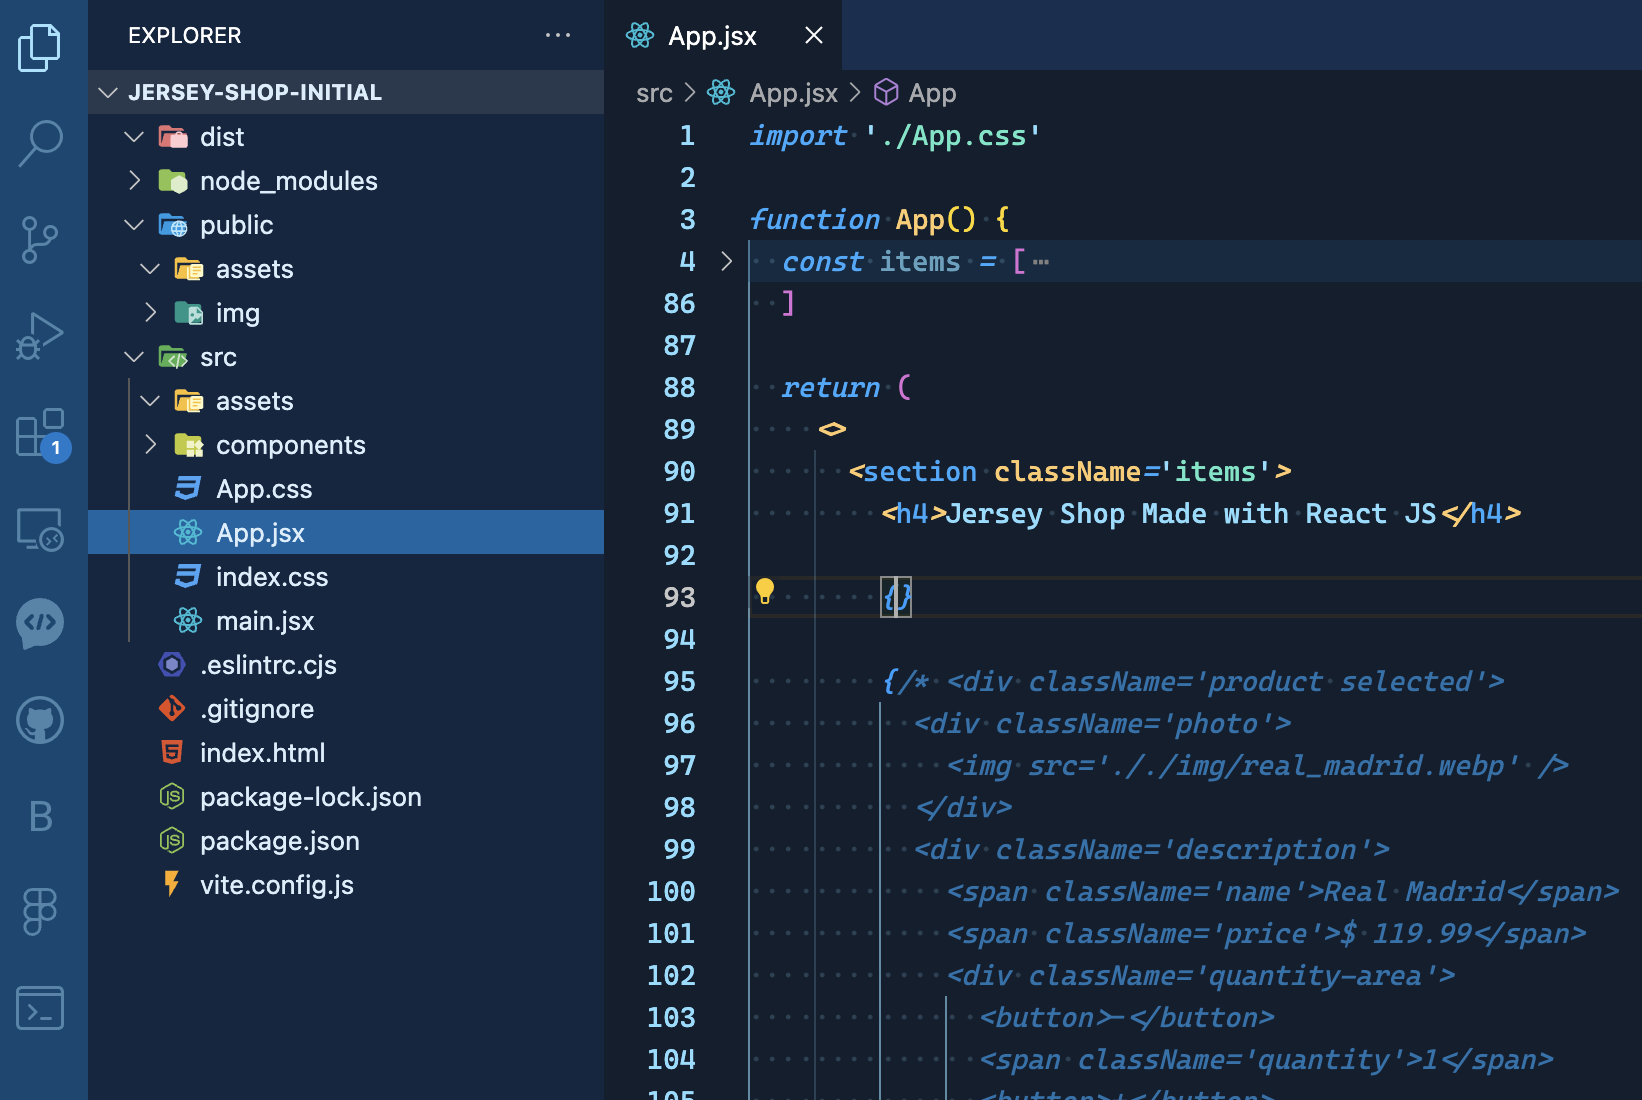 EXPLORER
JERSEY-SHOP-INITIAL
dist
node_modules
public
assets
img
src
assets
components
App.css
App.jsx
index.css
main.jsx
.eslintrc.cjs
.gitignore
index.html
package-lock.json
package.json
vite.config.js
1
B
App.jsx
src > App.jsx > App
1 import './App.css'
2
3 function App() {
4 const items = [ ⋯
86 ]
87
88 return (
89 <>
90 <section className='items'>
91 <h4>Jersey Shop Made with React JS</h4>
92
93 {}
94
95 {/* <div className='product selected'>
96 <div className='photo'>
97 <img src='././img/real_madrid.webp' />
98 </div>
99 <div className='description'>
100 <span className='name'>Real Madrid</span>
101 <span className='price'>$ 119.99</span>
102 <div className='quantity-area'>
103 <button>-</button>
104 <span className='quantity'>1</span>
105 <button>+</button>